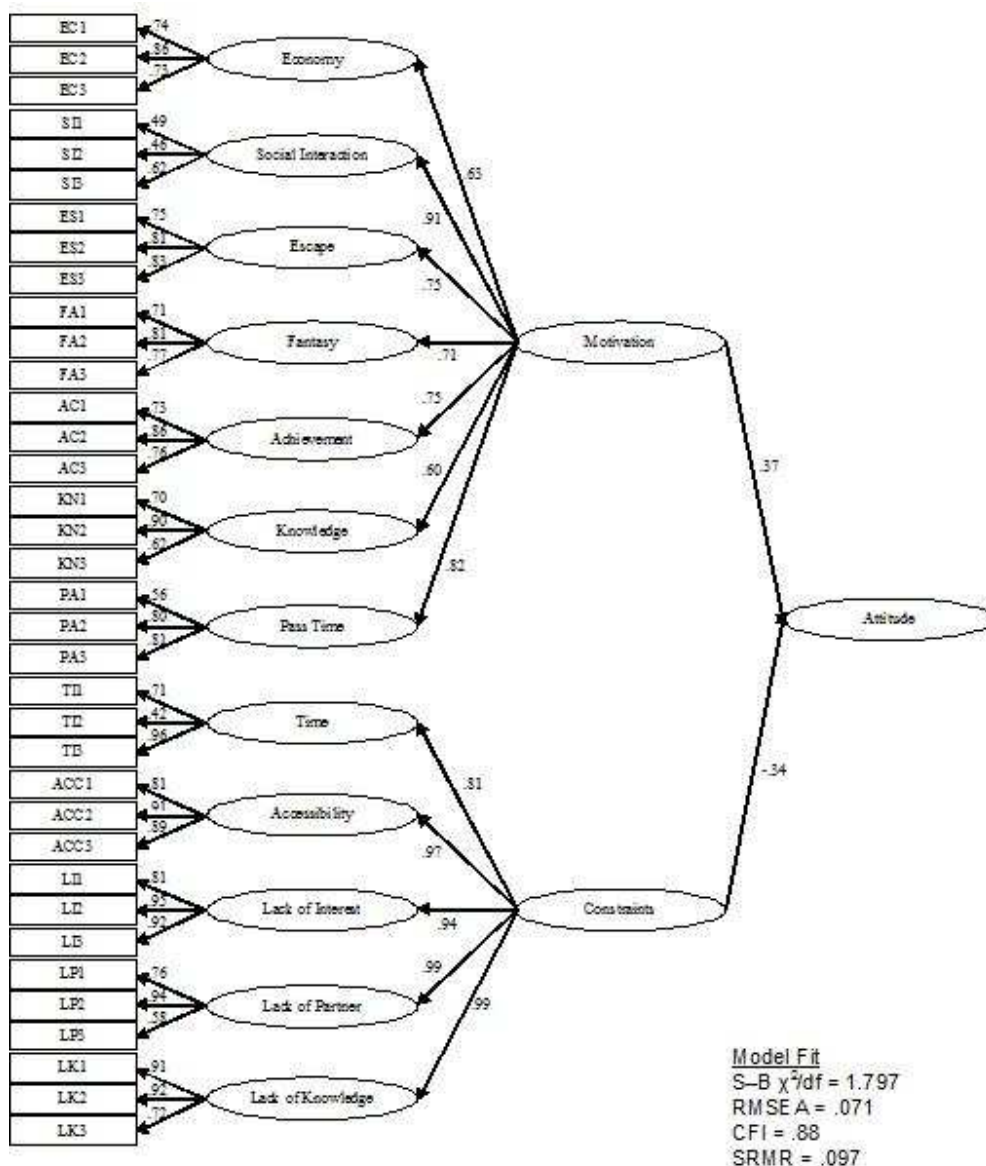 EC1
.74
EC2
.86
EC3
.73
Economy
SI1
.49
SI2
.46
SI3
.62
Social Interaction
ES1
.75
ES2
.81
ES3
.83
Escape
FA1
.71
FA2
.81
FA3
.77
Fantasy
AC1
.73
AC2
.86
AC3
.76
Achievement
KN1
.70
KN2
.90
KN3
.62
Knowledge
PA1
.56
PA2
.80
PA3
.81
Pass Time
TI1
.71
TI2
.42
TI3
.96
Time
ACC1
.81
ACC2
.91
ACC3
.89
Accessibility
LI1
.81
LI2
.95
LI3
.92
Lack of Interest
LP1
.76
LP2
.94
LP3
.58
Lack of Partner
LK1
.91
LK2
.92
LK3
.72
Lack of Knowledge
.63
.91
.75
.71
.75
.60
.82
Motivation
.81
.97
.94
.99
.99
Constraints
.37
-.34
Attitude
Model Fit
S–B χ²/df = 1.797
RMSEA = .071
CFI = .88
SRMR = .097